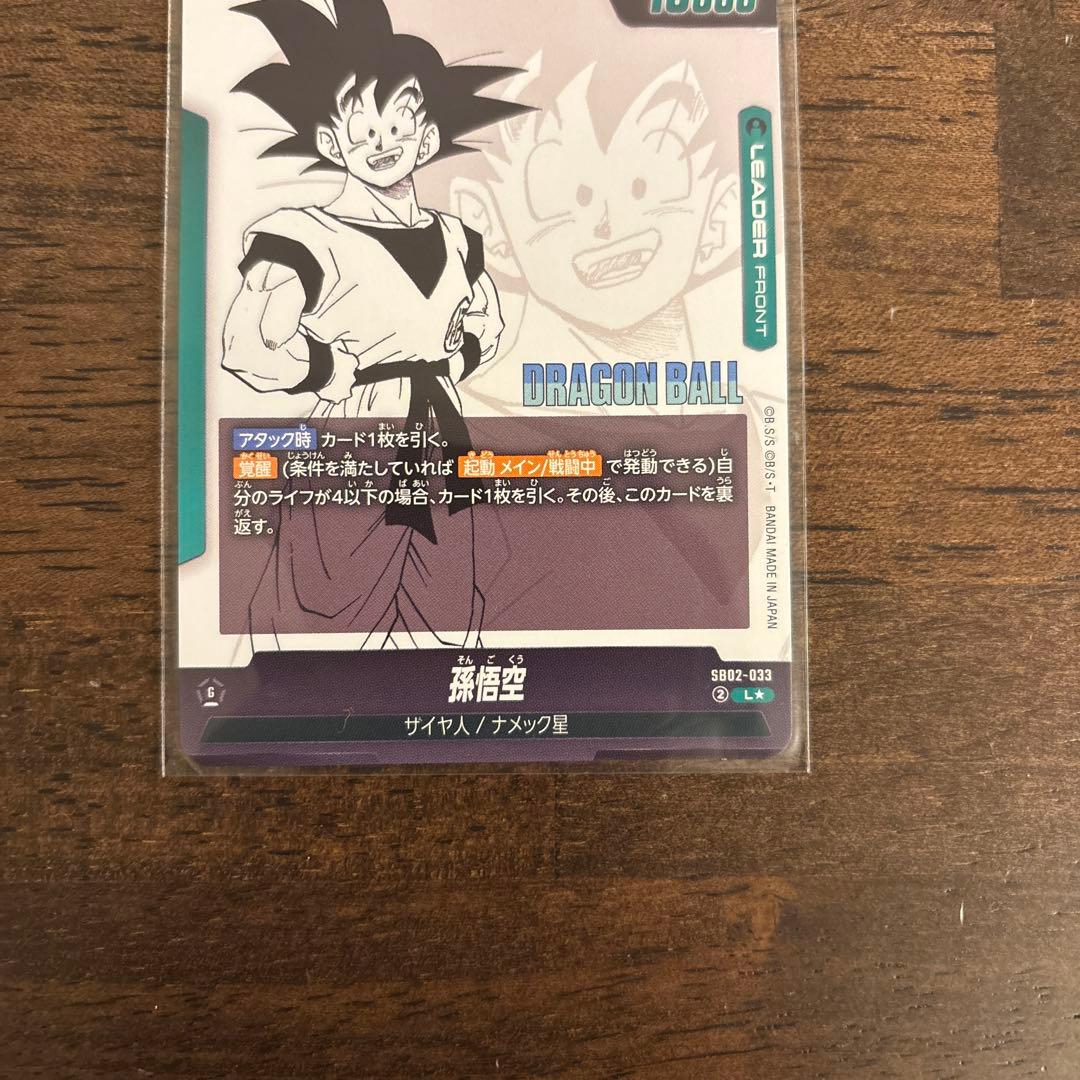 LEADER FRONT
DRAGON BALL
アタック時 カード1枚を引く。
覚醒 (条件を満たしていれば 起動 メイン/戦闘中 で発動できる)自
分のライフが4以下の場合、カード1枚を引く。その後、このカードを裏
返す。
©B.S/S ©B/S・T BANDAI MADE IN JAPAN
孫悟空
そん ご くう
SB02-033
G
② L★
サイヤ人 / ナメック星